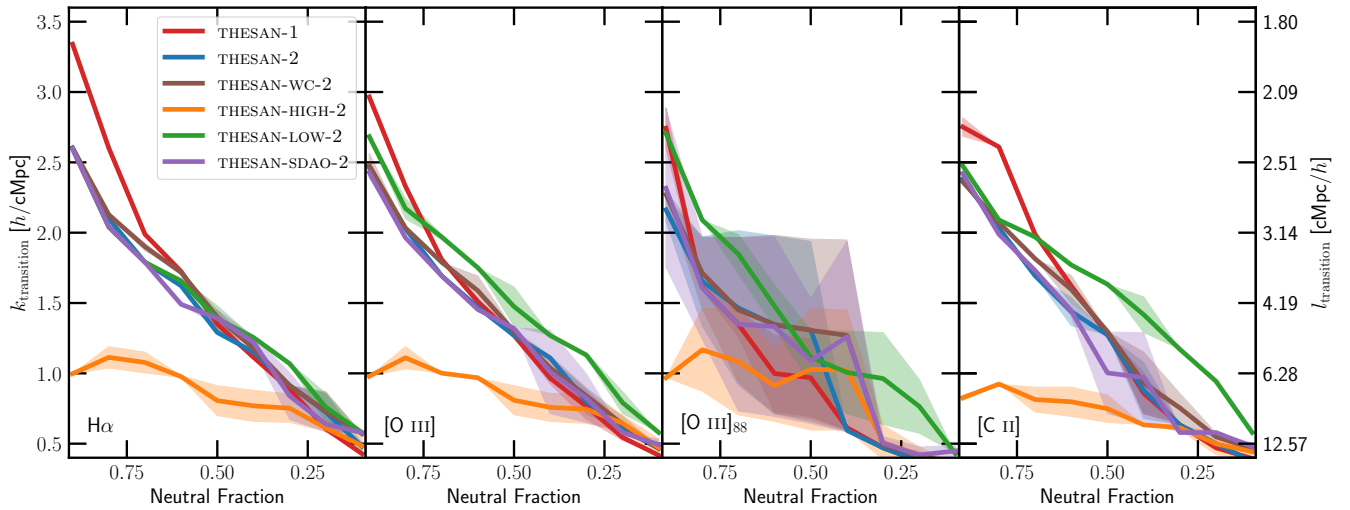 3.5
3.0
2.5
2.0
1.5
1.0
0.5
k_transition [h/cMpc]
THESAN-1
THESAN-2
THESAN-WC-2
THESAN-HIGH-2
THESAN-LOW-2
THESAN-SDAO-2
Hα
[O III]
[O III]88
[C II]
1.80
2.09
2.51
3.14
4.19
6.28
12.57
l_transition [cMpc/h]
0.75 0.50 0.25
0.75 0.50 0.25
0.75 0.50 0.25
0.75 0.50 0.25
Neutral Fraction
Neutral Fraction
Neutral Fraction
Neutral Fraction